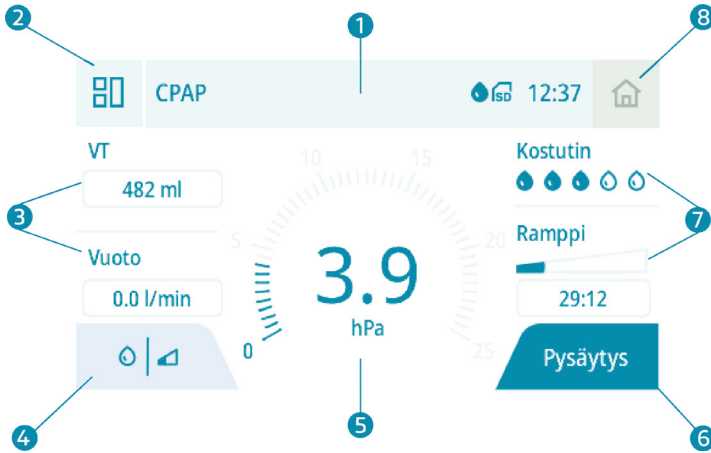 2
1
8
CPAP
SD
12:37
VT
482 ml
3
Vuoto
0.0 l/min
4
0
5
10
15
20
25
3.9
hPa
5
Kostutin
7
Ramppi
29:12
Pysäytys
6